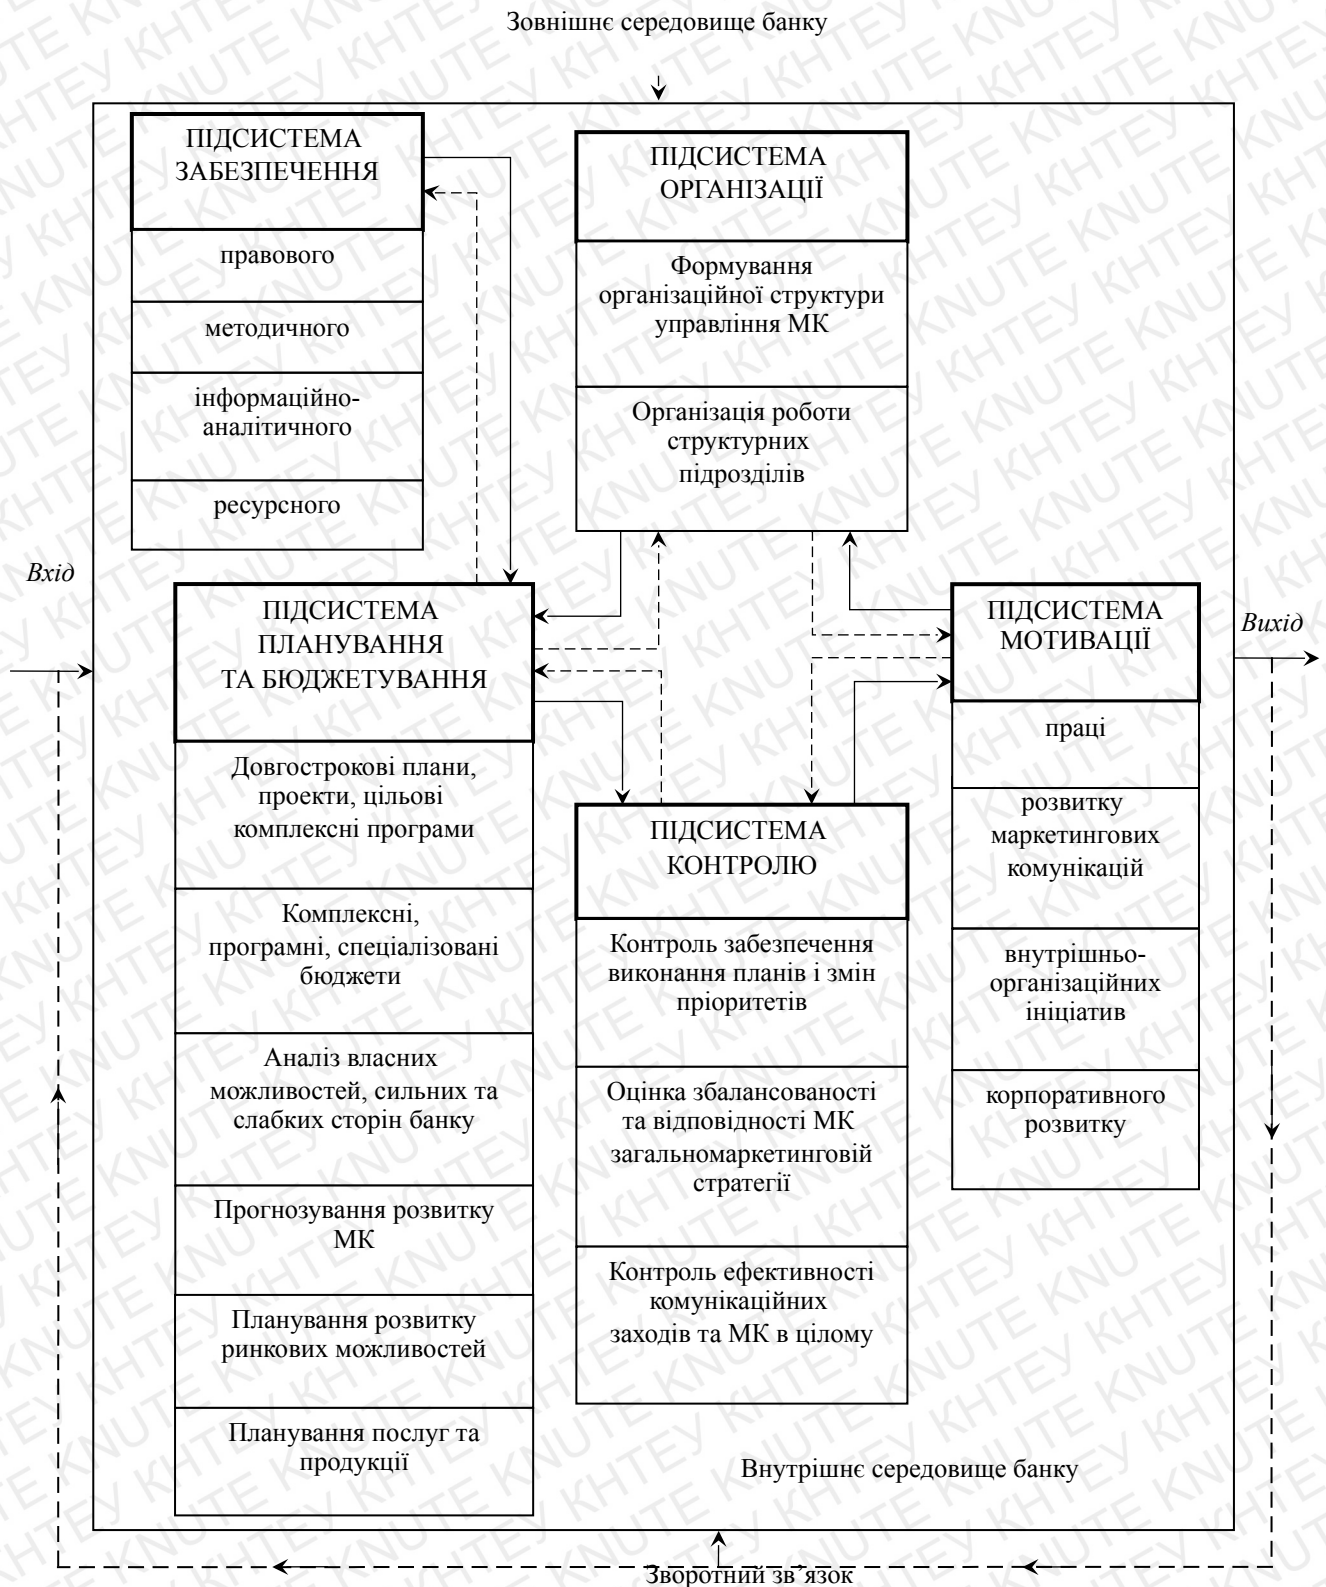 Зовнішнє середовище банку
ПІДСИСТЕМА
ЗАБЕЗПЕЧЕННЯ
правового
методичного
інформаційно-
аналітичного
ресурсного
ПІДСИСТЕМА
ОРГАНІЗАЦІЇ
Формування
організаційної структури
управління МК
Організація роботи
структурних
підрозділів
Вхід
ПІДСИСТЕМА
ПЛАНУВАННЯ
ТА БЮДЖЕТУВАННЯ
Довгострокові плани,
проекти, цільові
комплексні програми
Комплексні,
програмні, спеціалізовані
бюджети
Аналіз власних
можливостей, сильних та
слабких сторін банку
Прогнозування розвитку
МК
Планування розвитку
ринкових можливостей
Планування послуг та
продукції
ПІДСИСТЕМА
КОНТРОЛЮ
Контроль забезпечення
виконання планів і змін
пріоритетів
Оцінка збалансованості
та відповідності МК
загальномаркетинговій
стратегії
Контроль ефективності
комунікаційних
заходів та МК в цілому
ПІДСИСТЕМА
МОТИВАЦІЇ
праці
розвитку
маркетингових
комунікацій
внутрішньо-
організаційних
ініціатив
корпоративного
розвитку
Вихід
Внутрішнє середовище банку
Зворотний зв’язок